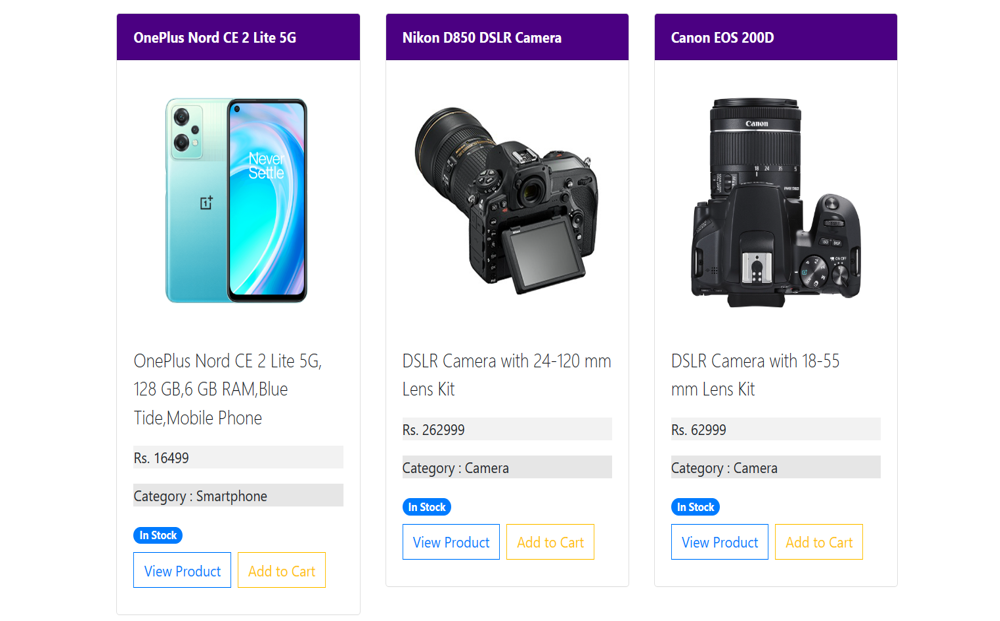 OnePlus Nord CE 2 Lite 5G
Never
Settle
OnePlus Nord CE 2 Lite 5G,
128 GB,6 GB RAM,Blue
Tide,Mobile Phone
Rs. 16499
Category : Smartphone
In Stock
View Product
Add to Cart
Nikon D850 DSLR Camera
DSLR Camera with 24-120 mm
Lens Kit
Rs. 262999
Category : Camera
In Stock
View Product
Add to Cart
Canon EOS 200D
Canon
18 24 35 55
DSLR Camera with 18-55
mm Lens Kit
Rs. 62999
Category : Camera
In Stock
View Product
Add to Cart